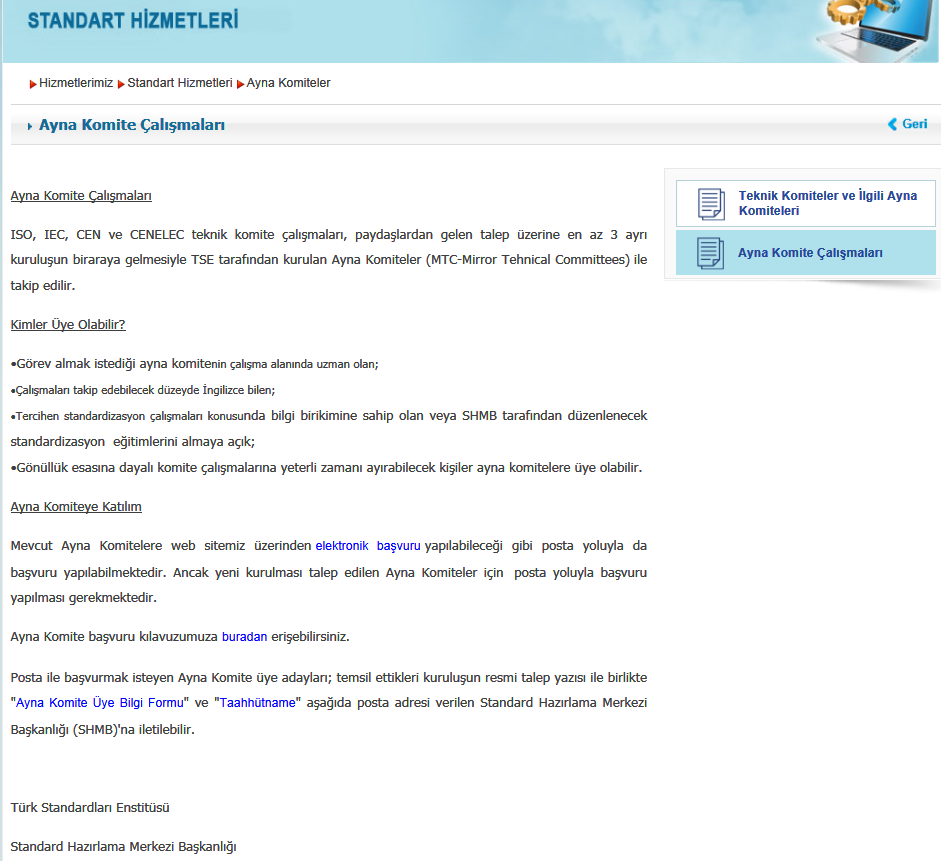 STANDART HİZMETLERİ
Hizmetlerimiz Standart Hizmetleri Ayna Komiteler
Ayna Komite Çalışmaları
Geri
Ayna Komite Çalışmaları
ISO, IEC, CEN ve CENELEC teknik komite çalışmaları, paydaşlardan gelen talep üzerine en az 3 ayrı
kuruluşun biraraya gelmesiyle TSE tarafından kurulan Ayna Komiteler (MTC-Mirror Tehnical Committees) ile
takip edilir.
Kimler Üye Olabilir?
•Görev almak istediği ayna komitenin çalışma alanında uzman olan;
•Çalışmaları takip edebilecek düzeyde İngilizce bilen;
•Tercihen standardizasyon çalışmaları konusunda bilgi birikimine sahip olan veya SHMB tarafından düzenlenecek
standardizasyon eğitimlerini almaya açık;
•Gönüllük esasına dayalı komite çalışmalarına yeterli zamanı ayırabilecek kişiler ayna komitelere üye olabilir.
Ayna Komiteye Katılım
Mevcut Ayna Komitelere web sitemiz üzerinden elektronik başvuru yapılabileceği gibi posta yoluyla da
başvuru yapılabilmektedir. Ancak yeni kurulması talep edilen Ayna Komiteler için posta yoluyla başvuru
yapılması gerekmektedir.
Ayna Komite başvuru kılavuzumuza buradan erişebilirsiniz.
Posta ile başvurmak isteyen Ayna Komite üye adayları; temsil ettikleri kuruluşun resmi talep yazısı ile birlikte
"Ayna Komite Üye Bilgi Formu" ve "Taahhütname" aşağıda posta adresi verilen Standard Hazırlama Merkezi
Başkanlığı (SHMB)'na iletilebilir.
Türk Standardları Enstitüsü
Standard Hazırlama Merkezi Başkanlığı
Teknik Komiteler ve İlgili Ayna
Komiteleri
Ayna Komite Çalışmaları